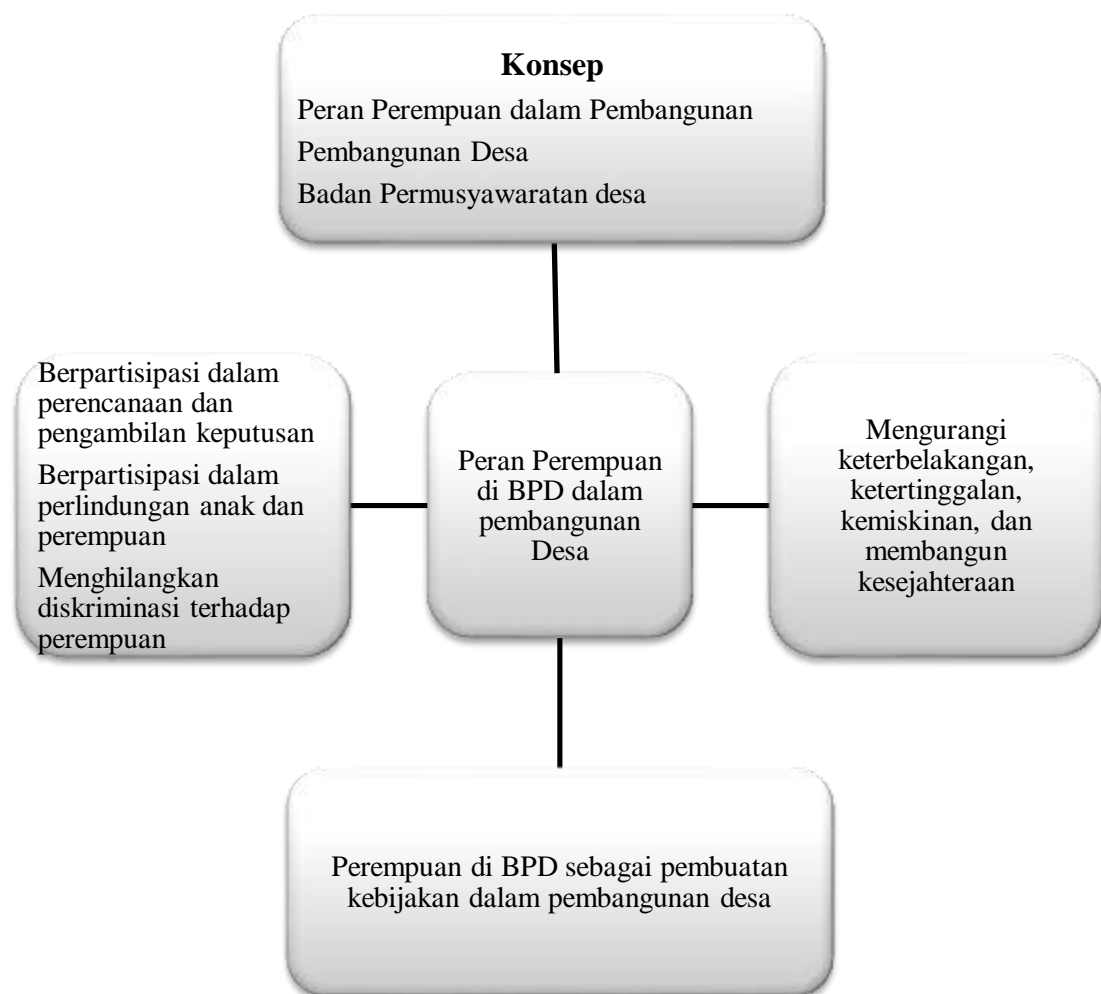 Konsep
Peran Perempuan dalam Pembangunan
Pembangunan Desa
Badan Permusyawaratan desa
Berpartisipasi dalam
perencanaan dan
pengambilan keputusan
Berpartisipasi dalam
perlindungan anak dan
perempuan
Menghilangkan
diskriminasi terhadap
perempuan
Peran Perempuan
di BPD dalam
pembangunan
Desa
Mengurangi
keterbelakangan,
ketertinggalan,
kemiskinan, dan
membangun
kesejahteraan
Perempuan di BPD sebagai pembuatan
kebijakan dalam pembangunan desa